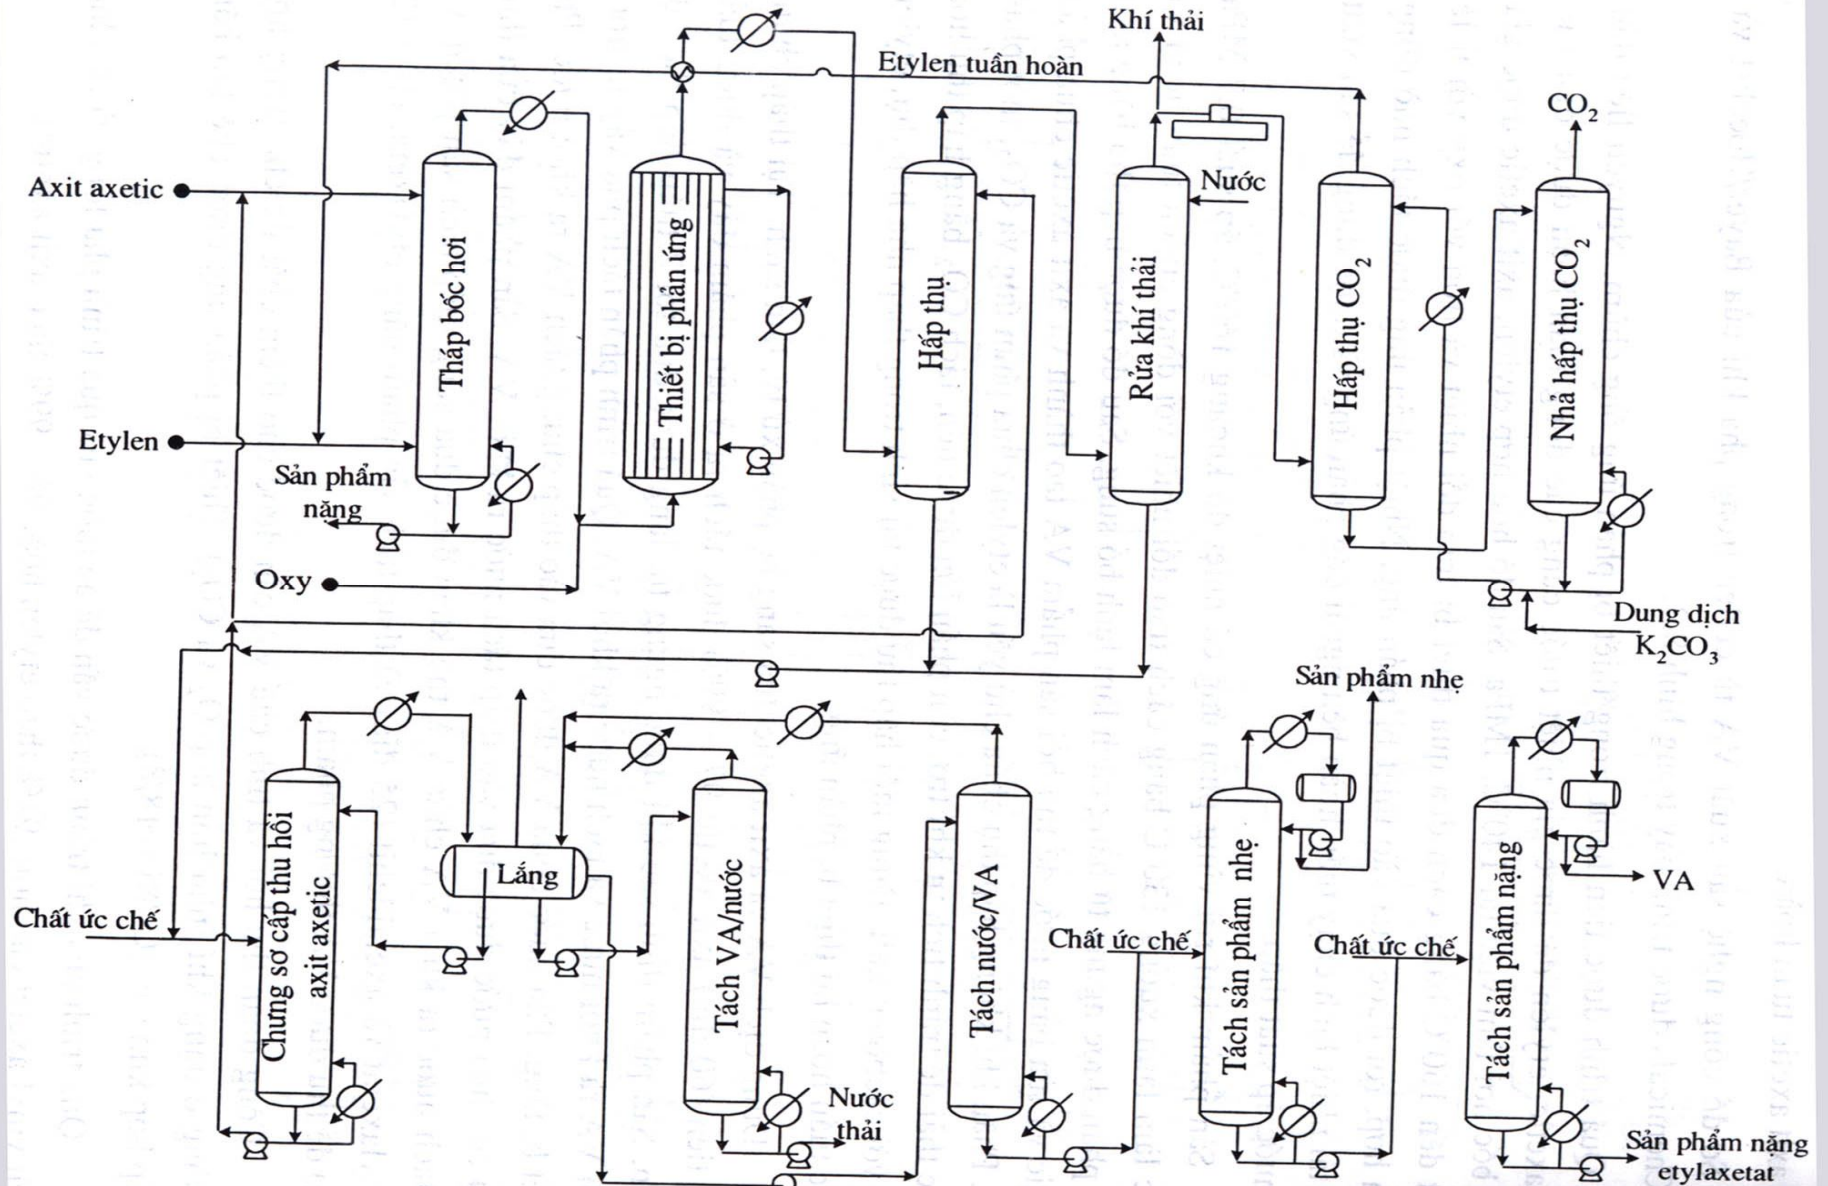 Khí thải
Etylen tuần hoàn
CO2
Axit axetic
Nước
Tháp bốc hơi
Thiết bị phản ứng
Hấp thụ
Rửa khí thải
Hấp thụ CO2
Nhả hấp thụ CO2
Etylen
Sản phẩm
nặng
Oxy
Dung dịch
K2CO3
Sản phẩm nhẹ
Chưng sơ cấp thu hồi
axit axetic
Lắng
Tách VA/nước
Tách nước/VA
Tách sản phẩm nhẹ
Tách sản phẩm nặng
VA
Chất ức chế
Chất ức chế
Chất ức chế
Nước
thải
Sản phẩm nặng
etylaxetat